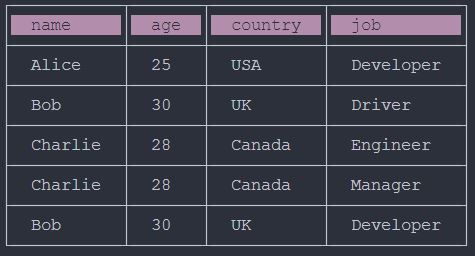 name age country job
Alice 25 USA Developer
Bob 30 UK Driver
Charlie 28 Canada Engineer
Charlie 28 Canada Manager
Bob 30 UK Developer